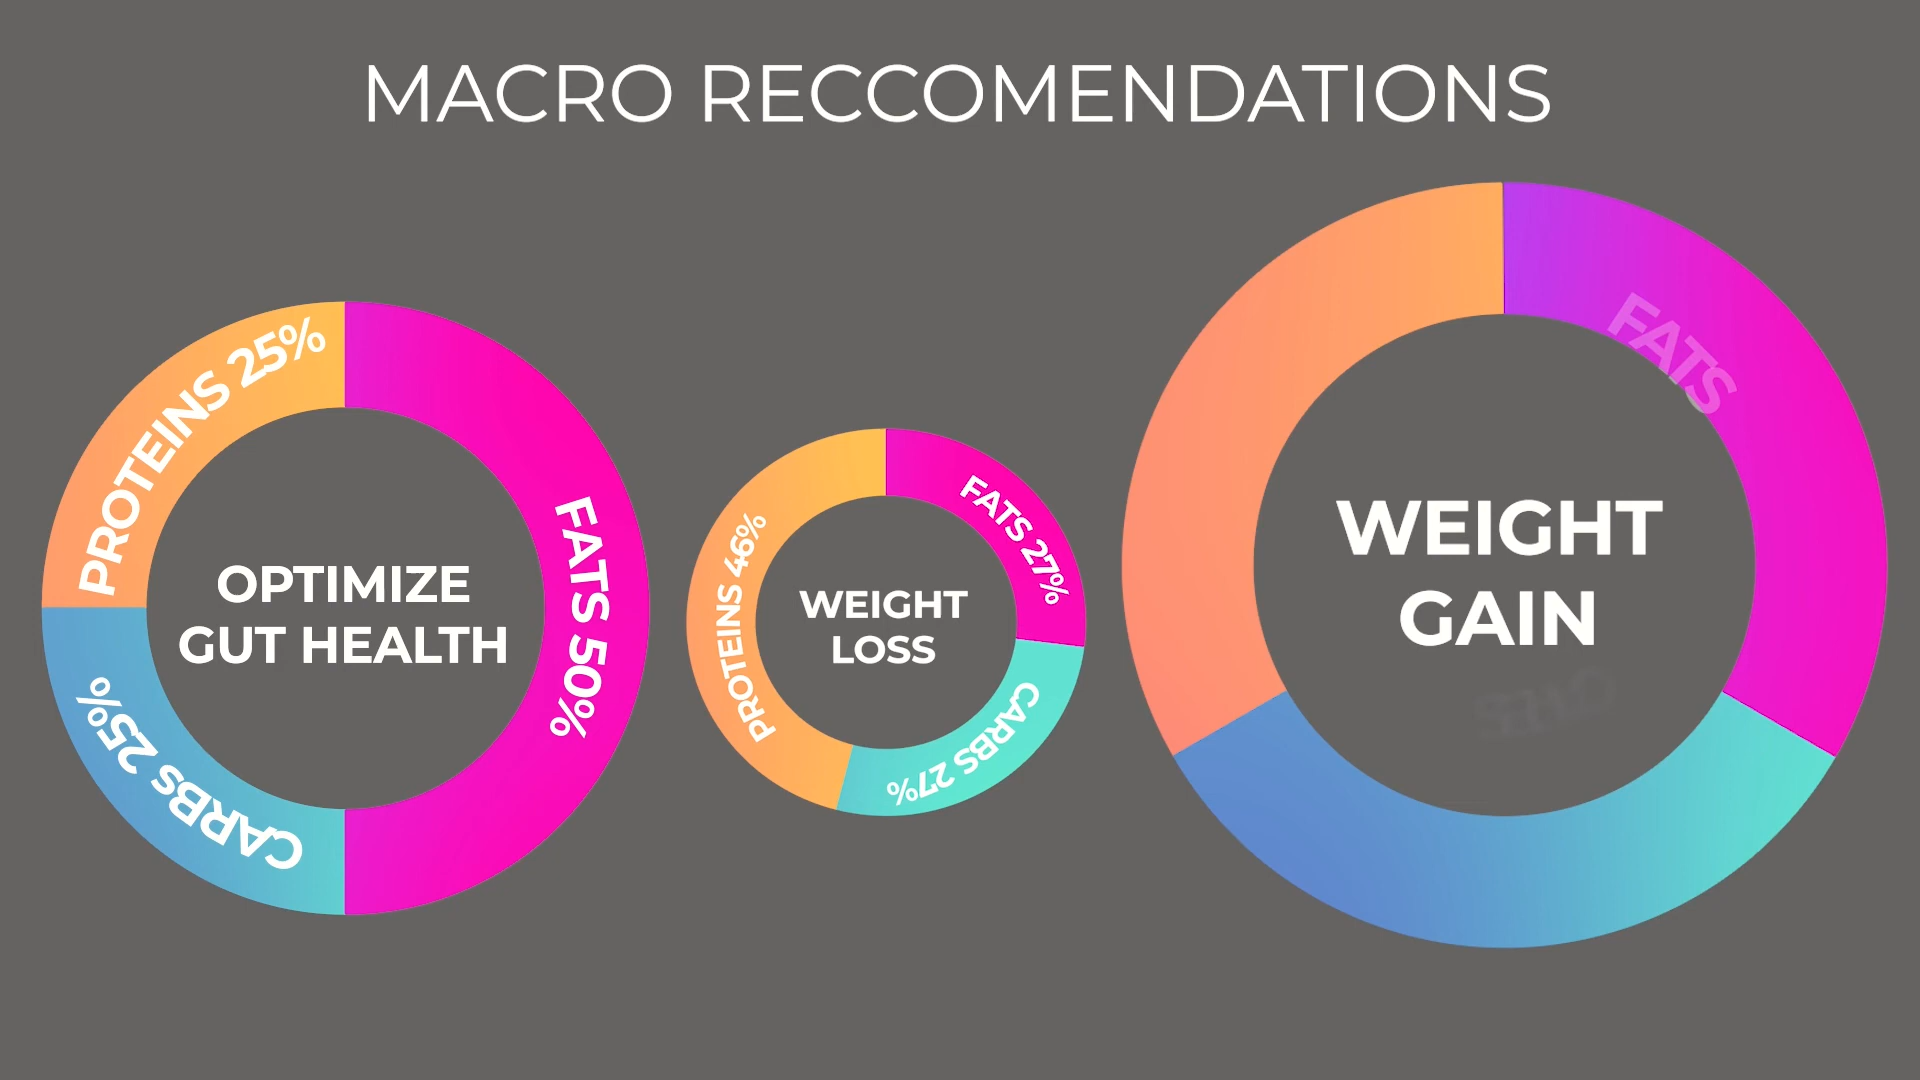 MACRO RECCOMENDATIONS
PROTEINS 25%
FATS 50%
CARBS 25%
OPTIMIZE
GUT HEALTH
PROTEINS 46%
FATS 27%
CARBS 27%
WEIGHT
LOSS
FATS
WEIGHT
GAIN